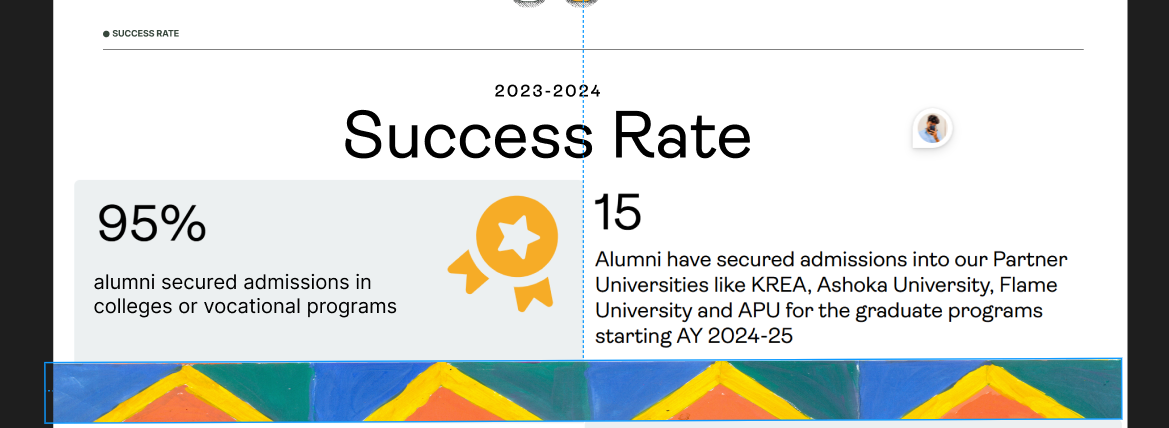 SUCCESS RATE
2023-2024
Success Rate
95%
alumni secured admissions in
colleges or vocational programs
15
Alumni have secured admissions into our Partner
Universities like KREA, Ashoka University, Flame
University and APU for the graduate programs
starting AY 2024-25